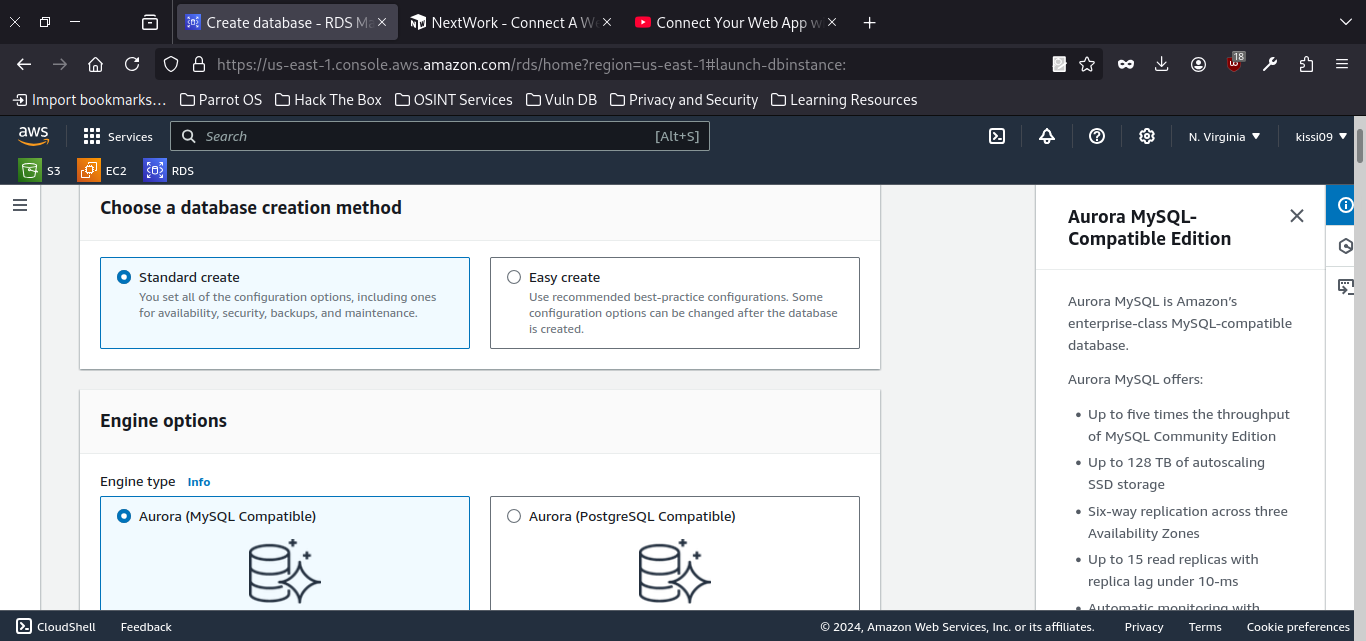 Create database - RDS Ma
NextWork - Connect A We
Connect Your Web App w
https://us-east-1.console.aws.amazon.com/rds/home?region=us-east-1#launch-dbinstance:
18
Import bookmarks…
Parrot OS
Hack The Box
OSINT Services
Vuln DB
Privacy and Security
Learning Resources
aws
Services
Search
[Alt+S]
N. Virginia
kissi09
S3
EC2
RDS
Choose a database creation method
Standard create
You set all of the configuration options, including ones
for availability, security, backups, and maintenance.
Easy create
Use recommended best-practice configurations. Some
configuration options can be changed after the database
is created.
Engine options
Engine type Info
Aurora (MySQL Compatible)
Aurora (PostgreSQL Compatible)
Aurora MySQL-
Compatible Edition
Aurora MySQL is Amazon's
enterprise-class MySQL-compatible
database.
Aurora MySQL offers:
• Up to five times the throughput
of MySQL Community Edition
• Up to 128 TB of autoscaling
SSD storage
• Six-way replication across three
Availability Zones
• Up to 15 read replicas with
replica lag under 10-ms
• Automatic monitoring with
CloudShell
Feedback
© 2024, Amazon Web Services, Inc. or its affiliates.
Privacy
Terms
Cookie preferences